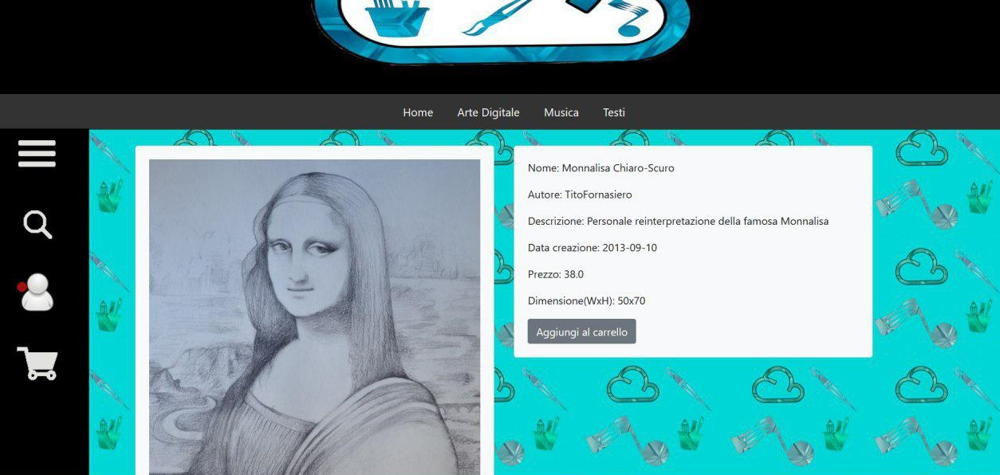 Home Arte Digitale Musica Testi
Nome: Monnalisa Chiaro-Scuro
Autore: TitoFornasiero
Descrizione: Personale reinterpretazione della famosa Monnalisa
Data creazione: 2013-09-10
Prezzo: 38.0
Dimensione(WxH): 50x70
Aggiungi al carrello